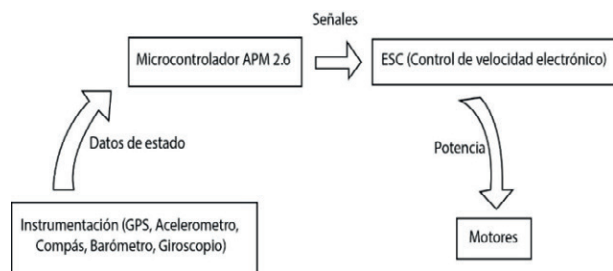 Señales
Microcontrolador APM 2.6
ESC (Control de velocidad electrónico)
Datos de estado
Potencia
Instrumentación (GPS, Acelerometro,
Compás, Barómetro, Giroscopio)
Motores